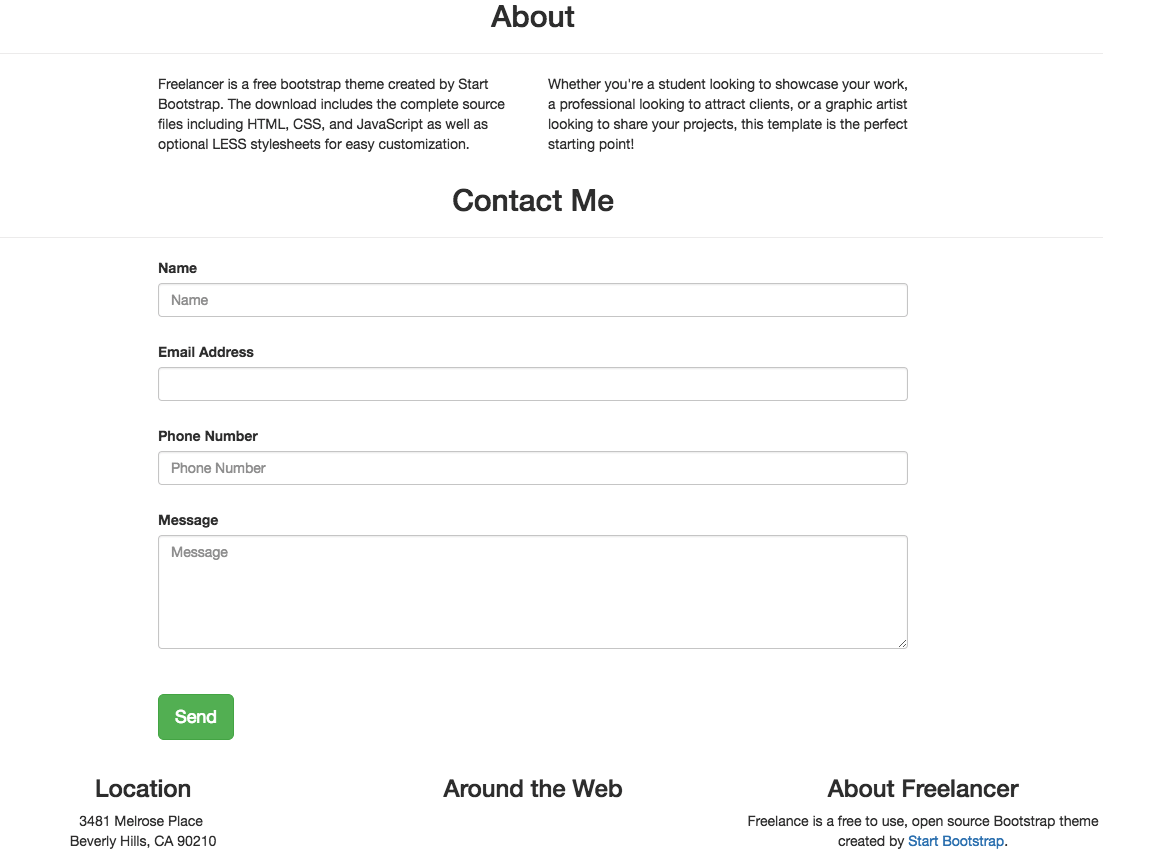 About
Freelancer is a free bootstrap theme created by Start
Bootstrap. The download includes the complete source
files including HTML, CSS, and JavaScript as well as
optional LESS stylesheets for easy customization.
Whether you're a student looking to showcase your work,
a professional looking to attract clients, or a graphic artist
looking to share your projects, this template is the perfect
starting point!
Contact Me
Name
Name
Email Address
Phone Number
Phone Number
Message
Message
Send
Location
3481 Melrose Place
Beverly Hills, CA 90210
Around the Web
About Freelancer
Freelance is a free to use, open source Bootstrap theme
created by Start Bootstrap.